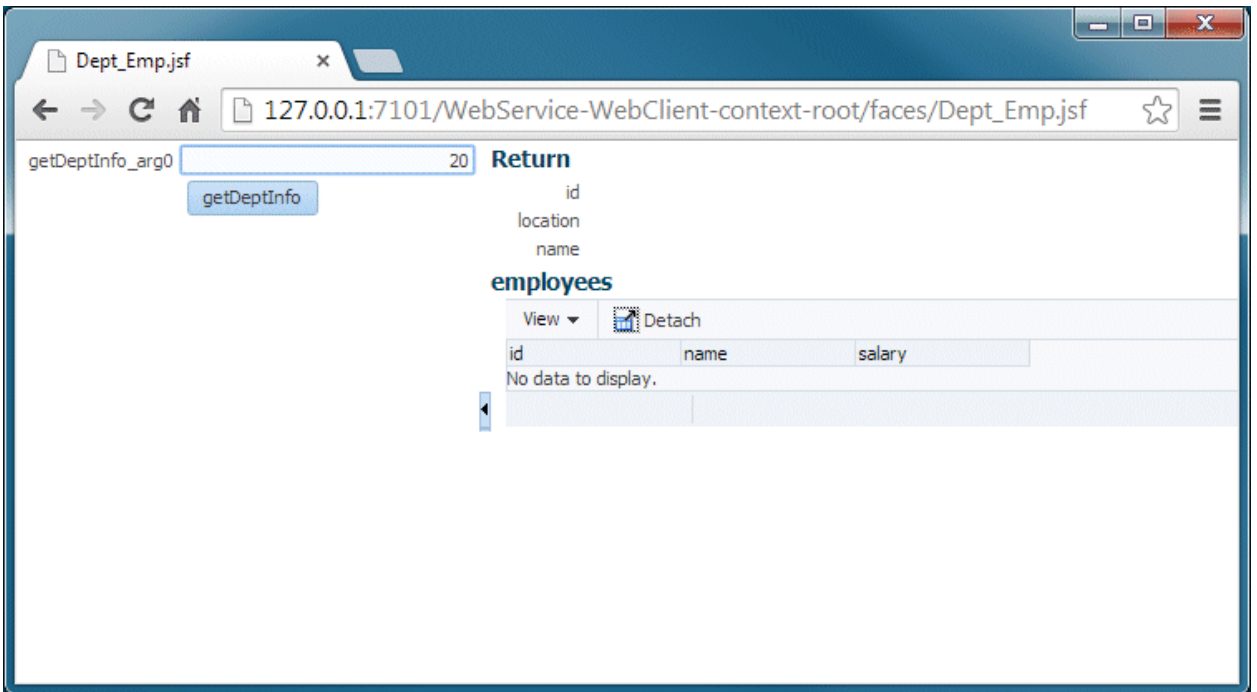 Dept_Emp.jsf
127.0.0.1:7101/WebService-WebClient-context-root/faces/Dept_Emp.jsf
getDeptInfo_arg0 20
getDeptInfo
Return
id
location
name
employees
View Detach
id name salary
No data to display.